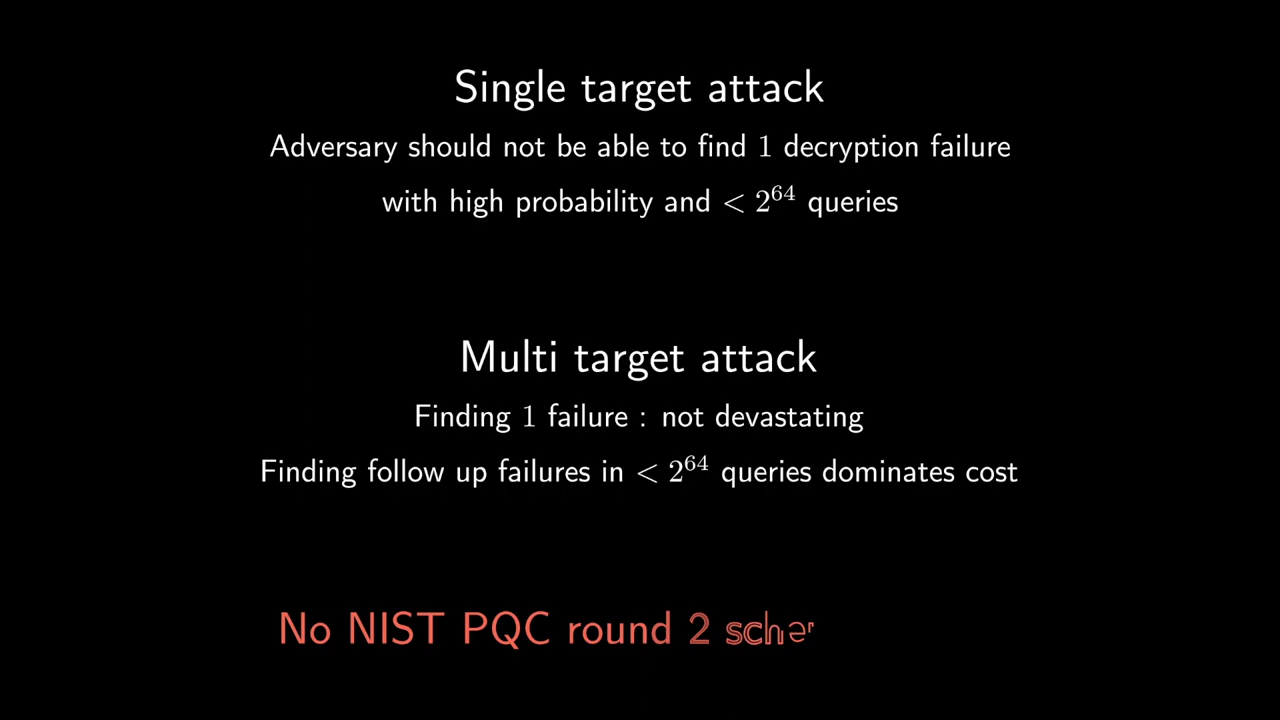 Single target attack
Adversary should not be able to find 1 decryption failure
with high probability and < 2^64 queries
Multi target attack
Finding 1 failure : not devastating
Finding follow up failures in < 2^64 queries dominates cost
No NIST PQC round 2